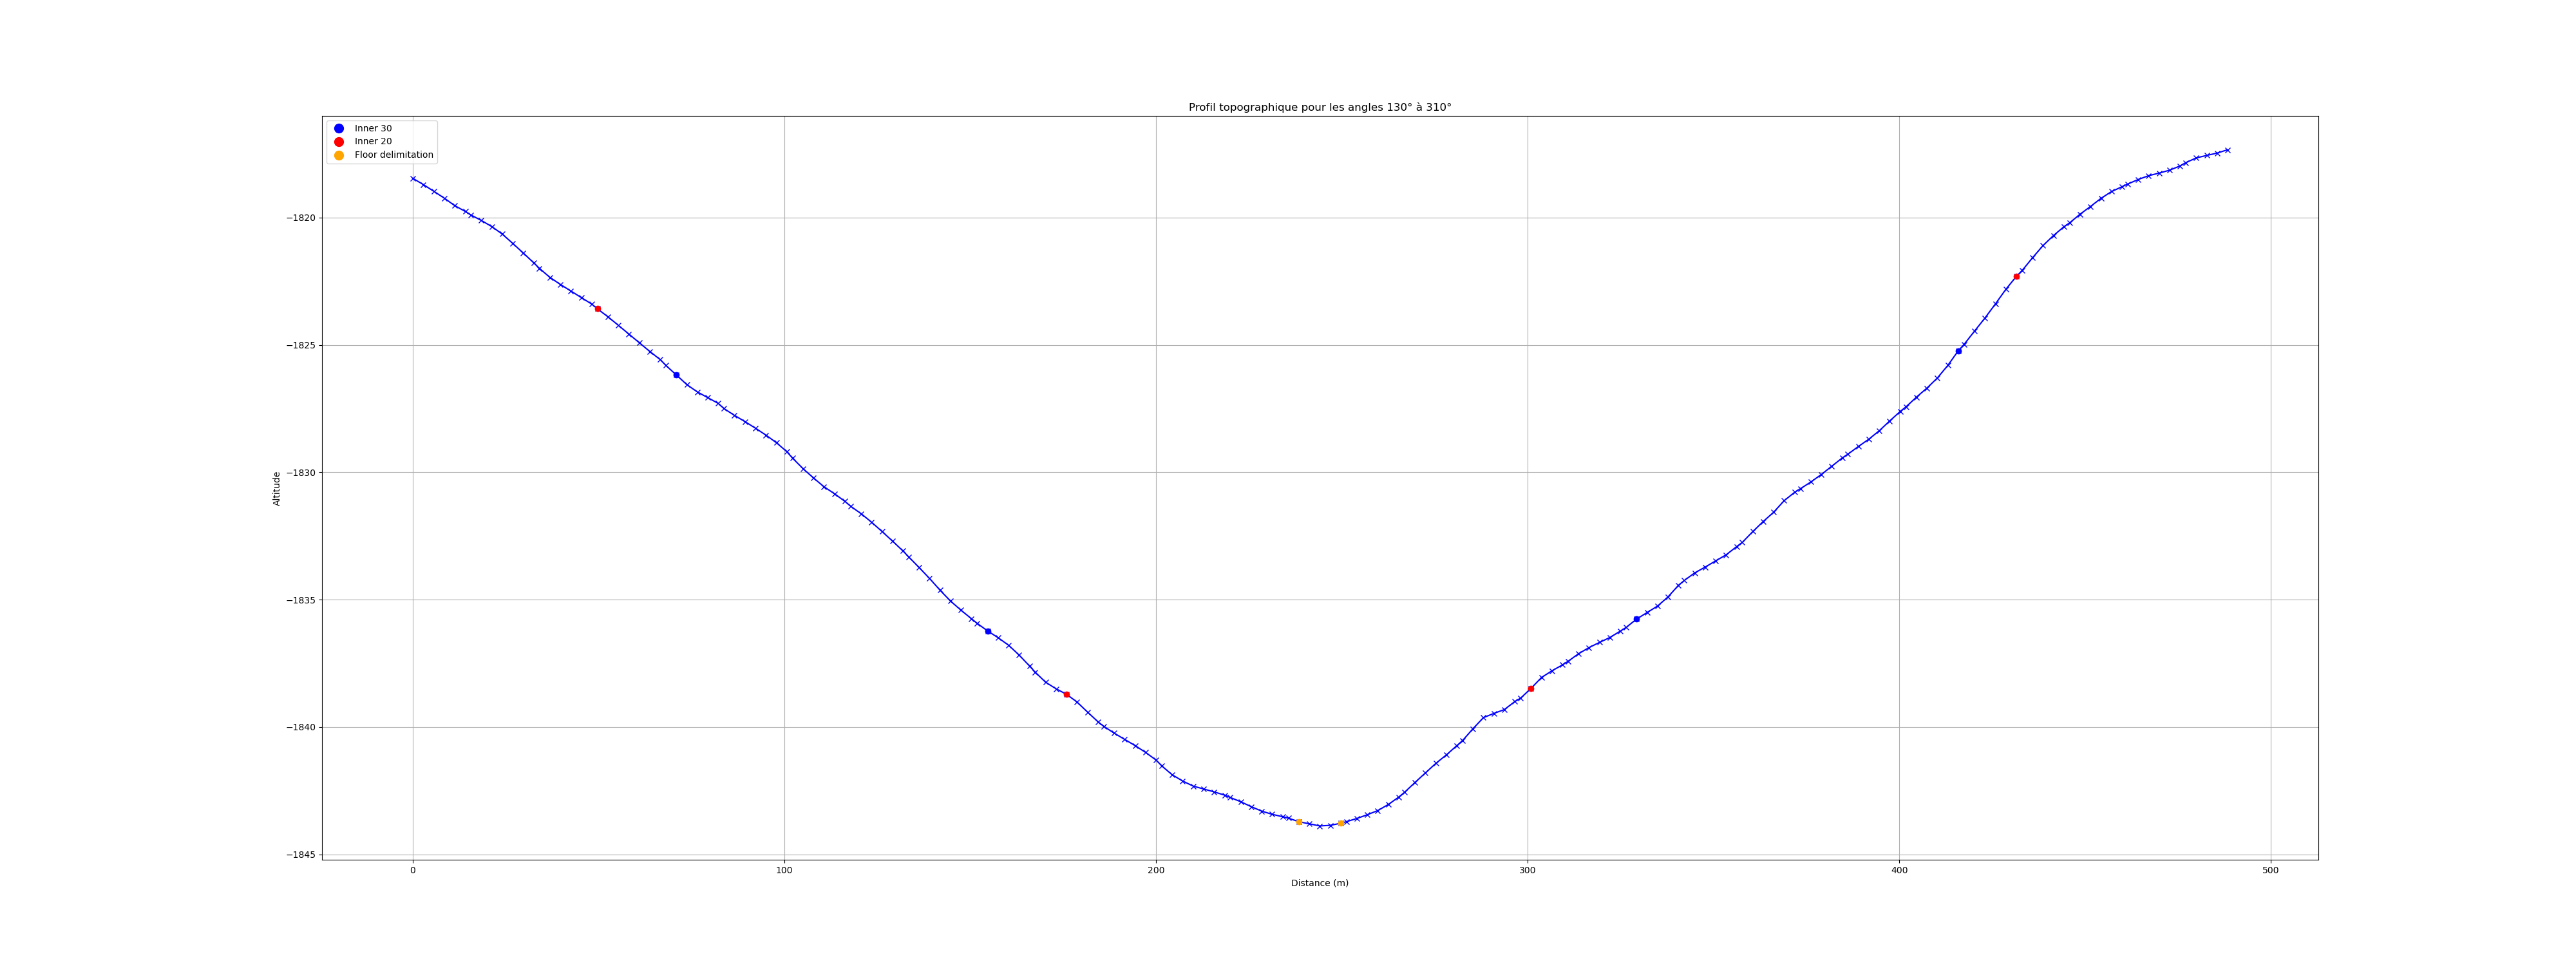 Profil topographique pour les angles 130° à 310°
Inner 30
Inner 20
Floor delimitation
−1820
−1825
−1830
−1835
−1840
−1845
Altitude
0 100 200 300 400 500
Distance (m)